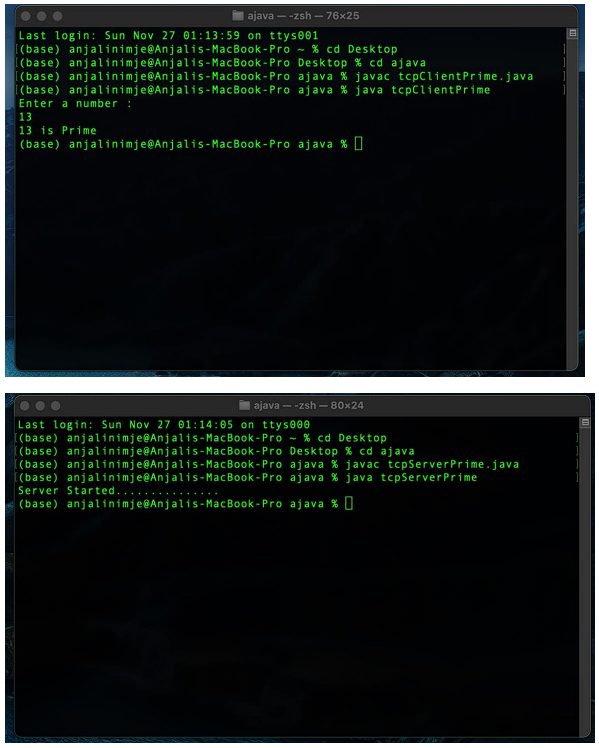 ajava — -zsh — 76×25
Last login: Sun Nov 27 01:13:59 on ttys001
[(base) anjalinimje@Anjalis-MacBook-Pro ~ % cd Desktop ]
[(base) anjalinimje@Anjalis-MacBook-Pro Desktop % cd ajava ]
[(base) anjalinimje@Anjalis-MacBook-Pro ajava % javac tcpClientPrime.java ]
[(base) anjalinimje@Anjalis-MacBook-Pro ajava % java tcpClientPrime ]
Enter a number :
13
13 is Prime
(base) anjalinimje@Anjalis-MacBook-Pro ajava %
ajava — -zsh — 80×24
Last login: Sun Nov 27 01:14:05 on ttys000
[(base) anjalinimje@Anjalis-MacBook-Pro ~ % cd Desktop ]
[(base) anjalinimje@Anjalis-MacBook-Pro Desktop % cd ajava ]
[(base) anjalinimje@Anjalis-MacBook-Pro ajava % javac tcpServerPrime.java ]
[(base) anjalinimje@Anjalis-MacBook-Pro ajava % java tcpServerPrime ]
Server Started...............
(base) anjalinimje@Anjalis-MacBook-Pro ajava %